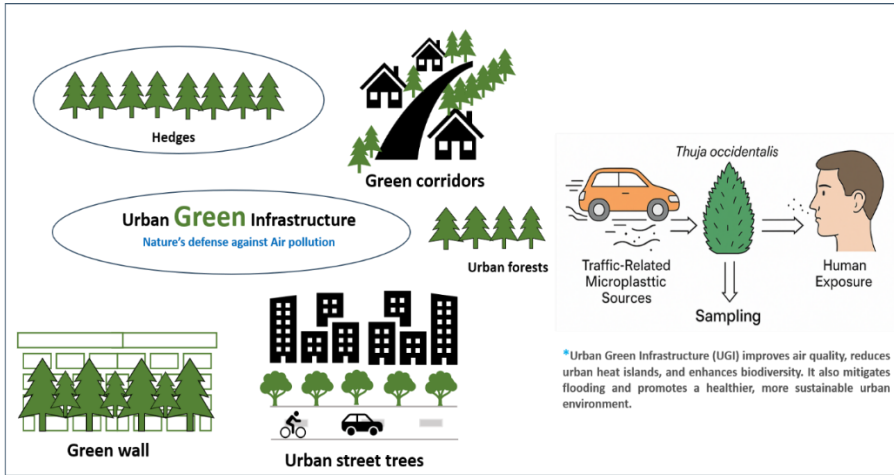 Hedges
Green corridors
Urban Green Infrastructure
Nature's defense against Air pollution
Urban forests
Green wall
Urban street trees
Thuja occidentalis
Traffic-Related
Microplasttic
Sources
Sampling
Human
Exposure
*Urban Green Infrastructure (UGI) improves air quality, reduces
urban heat islands, and enhances biodiversity. It also mitigates
flooding and promotes a healthier, more sustainable urban
environment.